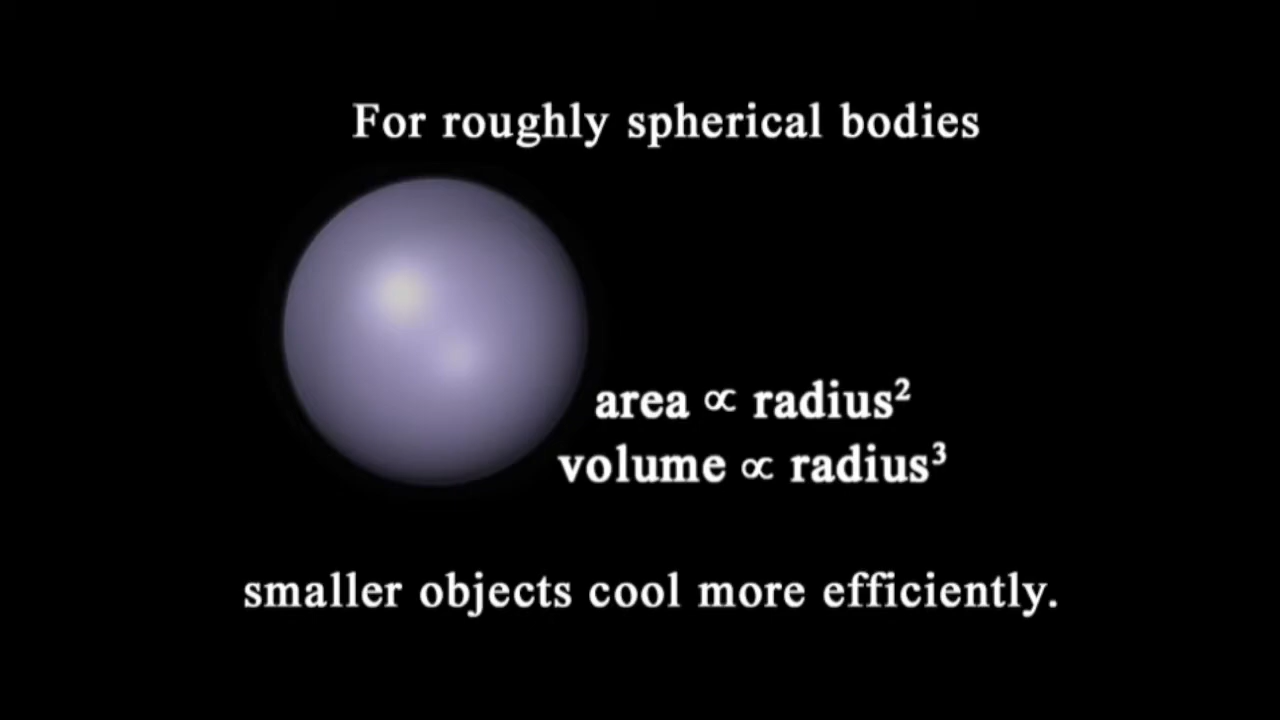 For roughly spherical bodies
area ∝ radius²
volume ∝ radius³
smaller objects cool more efficiently.